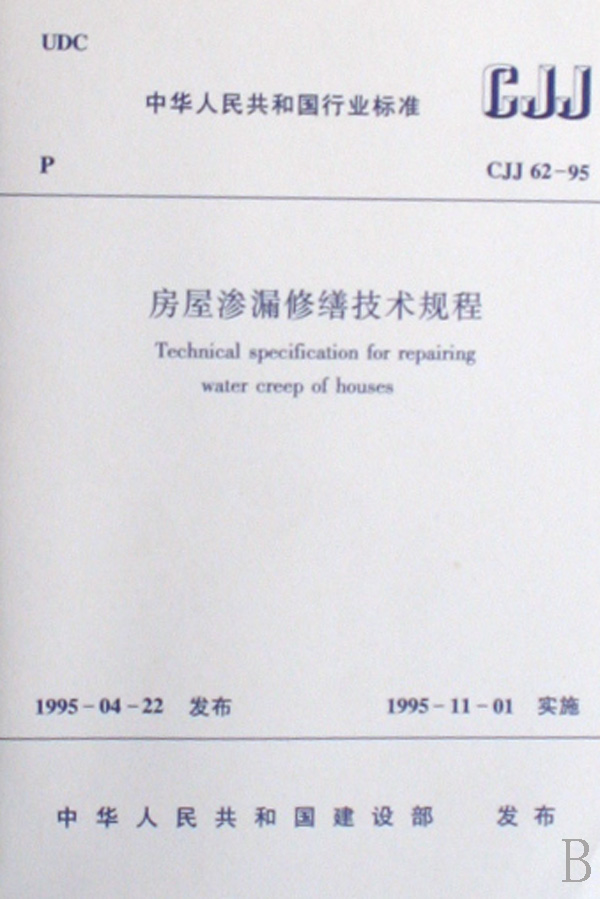 UDC
中华人民共和国行业标准
CJJ
P
CJJ 62-95
房屋渗漏修缮技术规程
Technical specification for repairing
water creep of houses
1995-04-22 发布
1995-11-01 实施
中华人民共和国建设部 发布
B